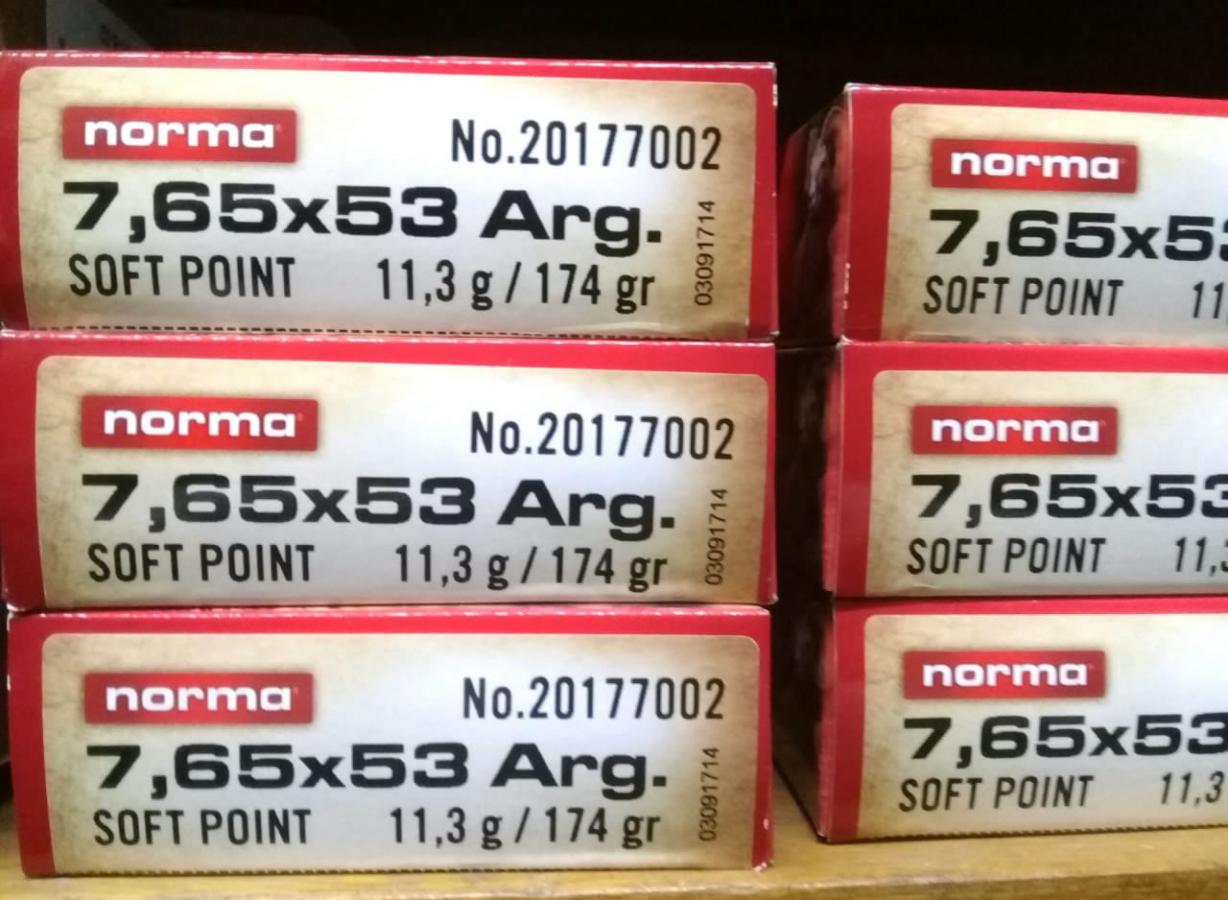 norma
No.20177002
7,65x53 Arg.
SOFT POINT 11,3 g / 174 gr
03091714
norma
No.20177002
7,65x53 Arg.
SOFT POINT 11,3 g / 174 gr
03091714
norma
No.20177002
7,65x53 Arg.
SOFT POINT 11,3 g / 174 gr
03091714
norma
7,65x53
SOFT POINT 11
norma
7,65x53
SOFT POINT 11,3
norma
7,65x53
SOFT POINT 11,3